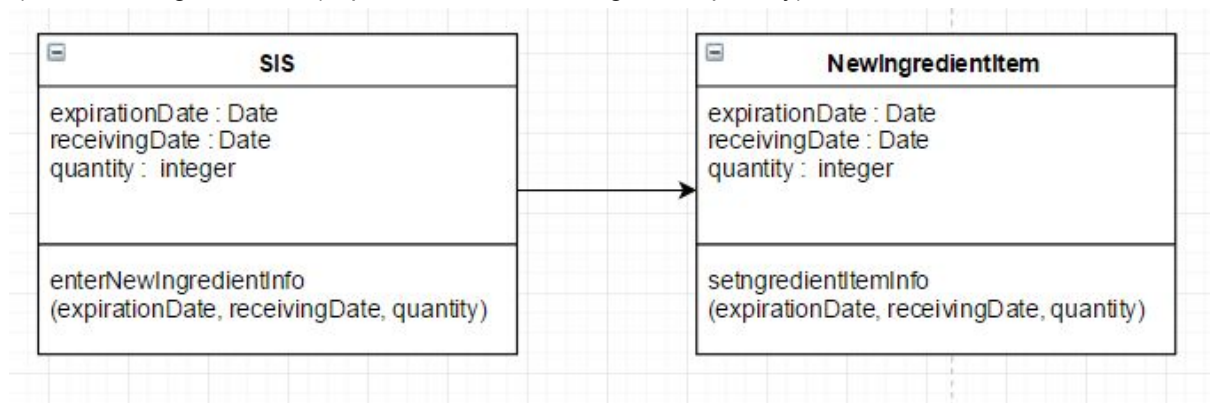 SIS
expirationDate : Date
receivingDate : Date
quantity : integer
enterNewIngredientInfo
(expirationDate, receivingDate, quantity)
NewIngredientItem
expirationDate : Date
receivingDate : Date
quantity : integer
setngredientItemInfo
(expirationDate, receivingDate, quantity)